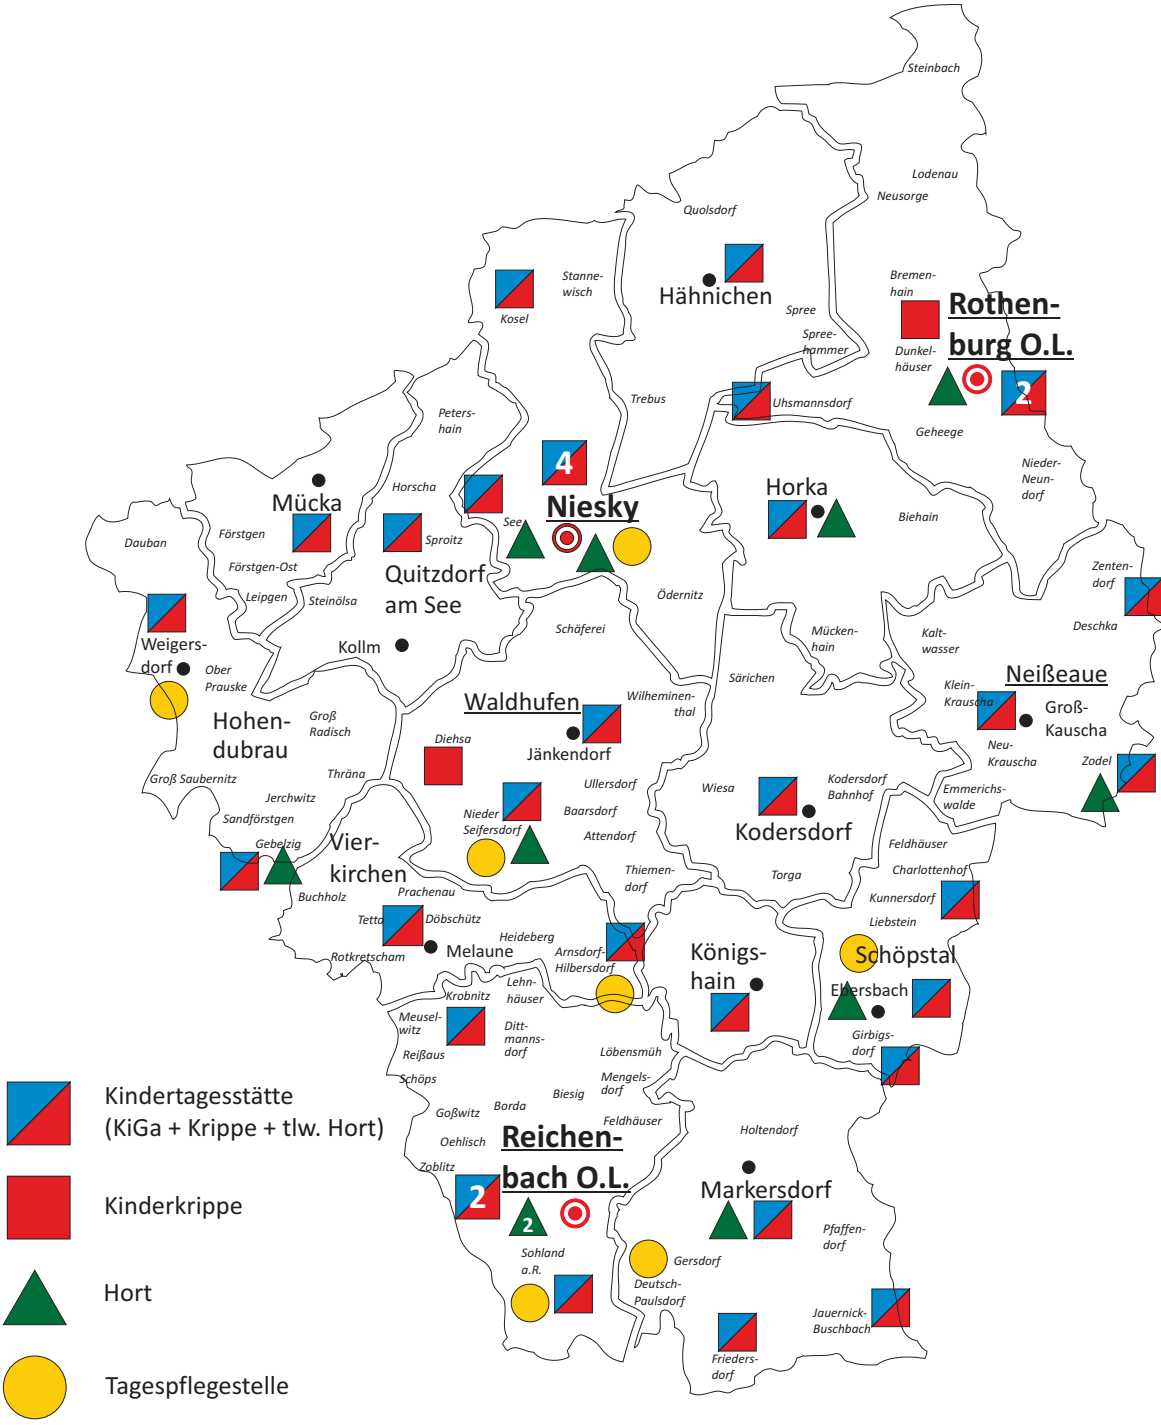 Steinbach
Lodenau
Neusorge
Quolsdorf
Bremen-
hain
Stanne-
wisch
Kosel
Hähnichen
Spree
Spree-
hammer
Rothen-
burg O.L.
Dunkel-
häuser
2
Trebus
Uhsmannsdorf
Geheege
Peters-
hain
Nieder-
Neun-
dorf
4
Niesky
Mücka
Horscha
See
Horka
Biehain
Förstgen
Sproitz
Dauban
Förstgen-Ost
Quitzdorf
am See
Leipgen
Steinölsa
Ödernitz
Zenten-
dorf
Deschka
Schäferei
Mücken-
hain
Kalt-
wasser
Weigers-
dorf
Ober
Prauske
Kollm
Särichen
Neißeaue
Klein-
Krauscha
Groß-
Kauscha
Waldhufen
Wilheminen-
thal
Hohen-
dubrau
Groß
Radisch
Diehsa
Jänkendorf
Neu-
Krauscha
Zodel
Groß Saubernitz
Thräna
Ullersdorf
Wiesa
Kodersdorf
Bahnhof
Emmerichs-
walde
Jerchwitz
Sandförstgen
Nieder
Seifersdorf
Baarsdorf
Attendorf
Kodersdorf
Gebelzig
Vier-
kirchen
Feldhäuser
Charlottenhof
Thiemen-
dorf
Torga
Buchholz
Prachenau
Kunnersdorf
Tetta
Döbschütz
Liebstein
Heideberg
Melaune
Rotkretscham
Arnsdorf-
Hilbersdorf
Königs-
hain
Schöpstal
Lehn-
häuser
Krobnitz
Ebersbach
Meusel-
witz
Ditt-
manns-
dorf
Girbigs-
dorf
Reißaus
Löbensmüh
Schöps
Mengels-
dorf
Biesig
Borda
Goßwitz
Feldhäuser
Oehlisch
Reichen-
bach O.L.
Zoblitz
2
2
Holtendorf
Markersdorf
Pfaffen-
dorf
Sohland
a.R.
Gersdorf
Deutsch-
Paulsdorf
Jauernick-
Buschbach
Frieders-
dorf
Kindertagesstätte
(KiGa + Krippe + tlw. Hort)
Kinderkrippe
Hort
Tagespflegestelle